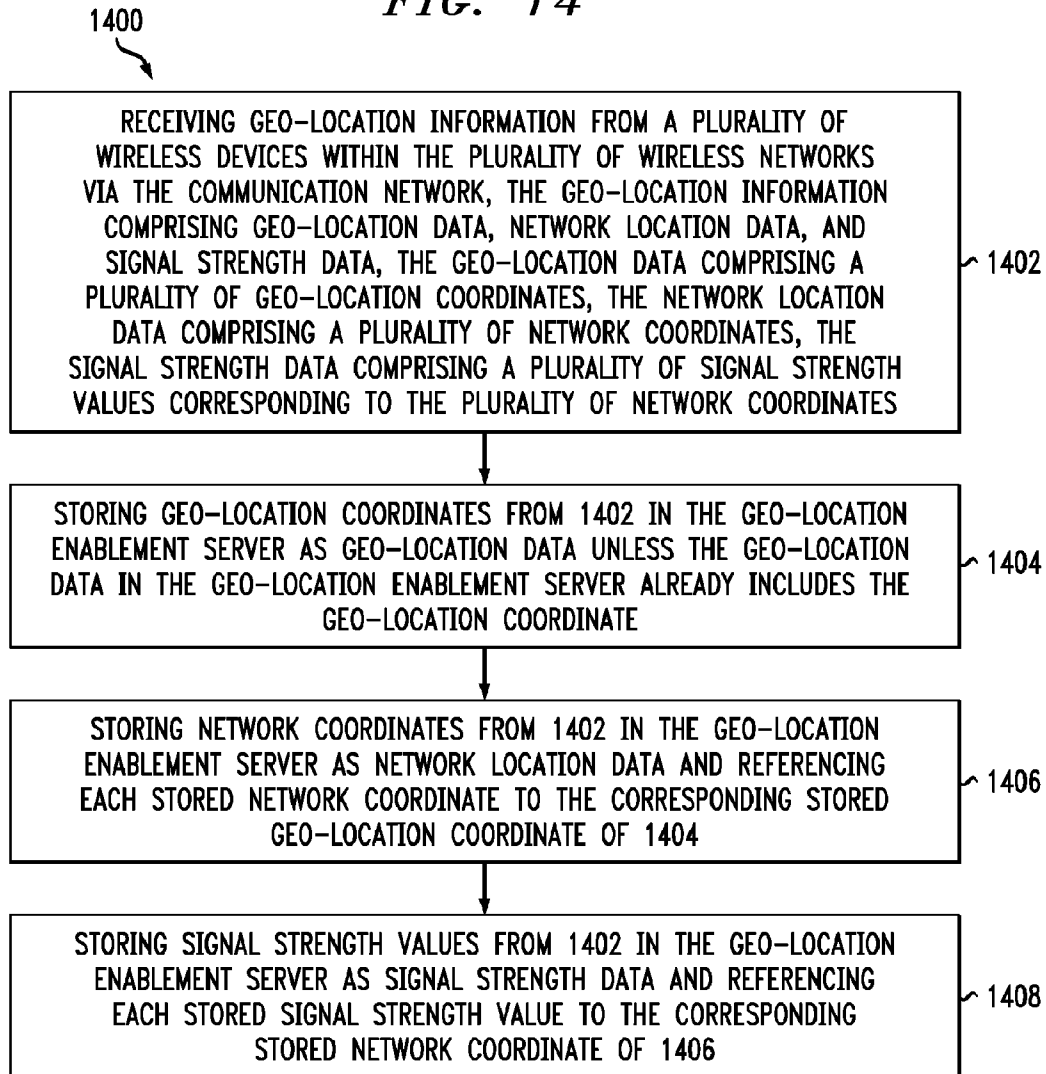 FIG. 14
1400
RECEIVING GEO-LOCATION INFORMATION FROM A PLURALITY OF
WIRELESS DEVICES WITHIN THE PLURALITY OF WIRELESS NETWORKS
VIA THE COMMUNICATION NETWORK, THE GEO-LOCATION INFORMATION
COMPRISING GEO-LOCATION DATA, NETWORK LOCATION DATA, AND
SIGNAL STRENGTH DATA, THE GEO-LOCATION DATA COMPRISING A
PLURALITY OF GEO-LOCATION COORDINATES, THE NETWORK LOCATION
DATA COMPRISING A PLURALITY OF NETWORK COORDINATES, THE
SIGNAL STRENGTH DATA COMPRISING A PLURALITY OF SIGNAL STRENGTH
VALUES CORRESPONDING TO THE PLURALITY OF NETWORK COORDINATES
1402
STORING GEO-LOCATION COORDINATES FROM 1402 IN THE GEO-LOCATION
ENABLEMENT SERVER AS GEO-LOCATION DATA UNLESS THE GEO-LOCATION
DATA IN THE GEO-LOCATION ENABLEMENT SERVER ALREADY INCLUDES THE
GEO-LOCATION COORDINATE
1404
STORING NETWORK COORDINATES FROM 1402 IN THE GEO-LOCATION
ENABLEMENT SERVER AS NETWORK LOCATION DATA AND REFERENCING
EACH STORED NETWORK COORDINATE TO THE CORRESPONDING STORED
GEO-LOCATION COORDINATE OF 1404
1406
STORING SIGNAL STRENGTH VALUES FROM 1402 IN THE GEO-LOCATION
ENABLEMENT SERVER AS SIGNAL STRENGTH DATA AND REFERENCING
EACH STORED SIGNAL STRENGTH VALUE TO THE CORRESPONDING
STORED NETWORK COORDINATE OF 1406
1408